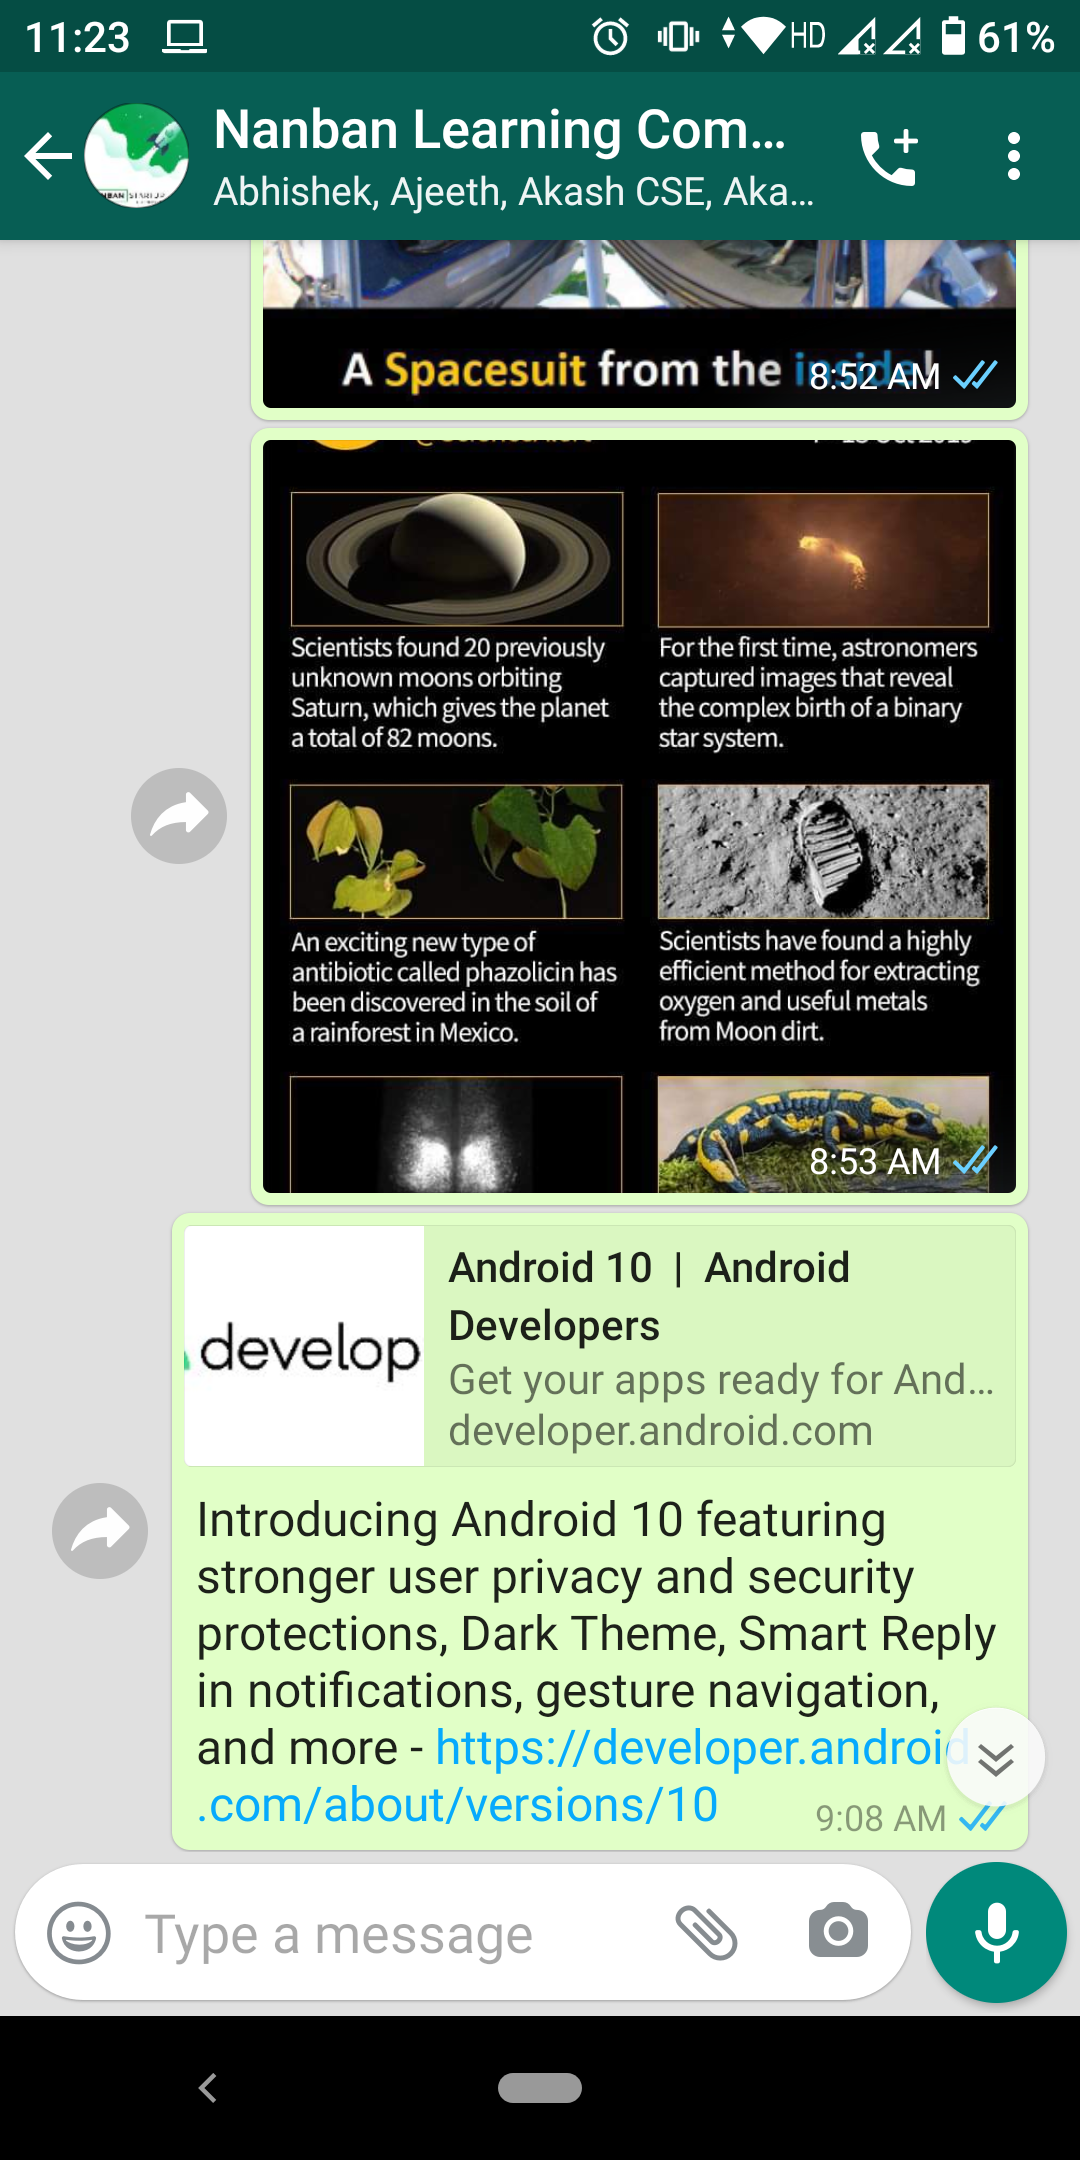 11:23
HD
61%
Nanban Learning Com...
Abhishek, Ajeeth, Akash CSE, Aka...
A Spacesuit from the inside!
8:52 AM
Scientists found 20 previously
unknown moons orbiting
Saturn, which gives the planet
a total of 82 moons.
For the first time, astronomers
captured images that reveal
the complex birth of a binary
star system.
An exciting new type of
antibiotic called phazolicin has
been discovered in the soil of
a rainforest in Mexico.
Scientists have found a highly
efficient method for extracting
oxygen and useful metals
from Moon dirt.
8:53 AM
develop
Android 10 | Android
Developers
Get your apps ready for And...
developer.android.com
Introducing Android 10 featuring
stronger user privacy and security
protections, Dark Theme, Smart Reply
in notifications, gesture navigation,
and more - https://developer.android
.com/about/versions/10
9:08 AM
Type a message